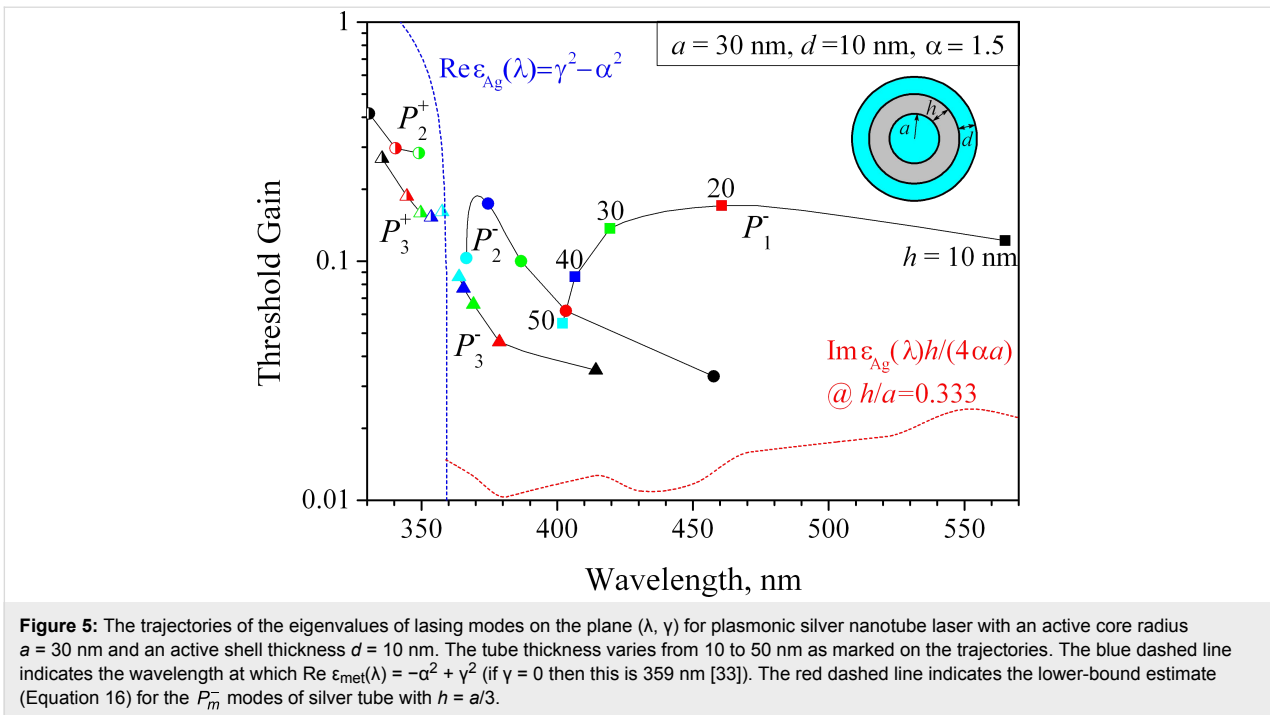 1
0.1
0.01
Threshold Gain
350
400
450
500
550
Wavelength, nm
Re ε_Ag(λ)=γ²−α²
a = 30 nm, d =10 nm, α = 1.5
h
a
d
P₂⁺
P₃⁺
P₂⁻
P₃⁻
50
40
30
20
P₁⁻
h = 10 nm
Im ε_Ag(λ)h/(4αa)
@ h/a=0.333
Figure 5: The trajectories of the eigenvalues of lasing modes on the plane (λ, γ) for plasmonic silver nanotube laser with an active core radius
a = 30 nm and an active shell thickness d = 10 nm. The tube thickness varies from 10 to 50 nm as marked on the trajectories. The blue dashed line
indicates the wavelength at which Re ε_met(λ) = −α² + γ² (if γ = 0 then this is 359 nm [33]). The red dashed line indicates the lower-bound estimate
(Equation 16) for the Pₘ⁻ modes of silver tube with h = a/3.